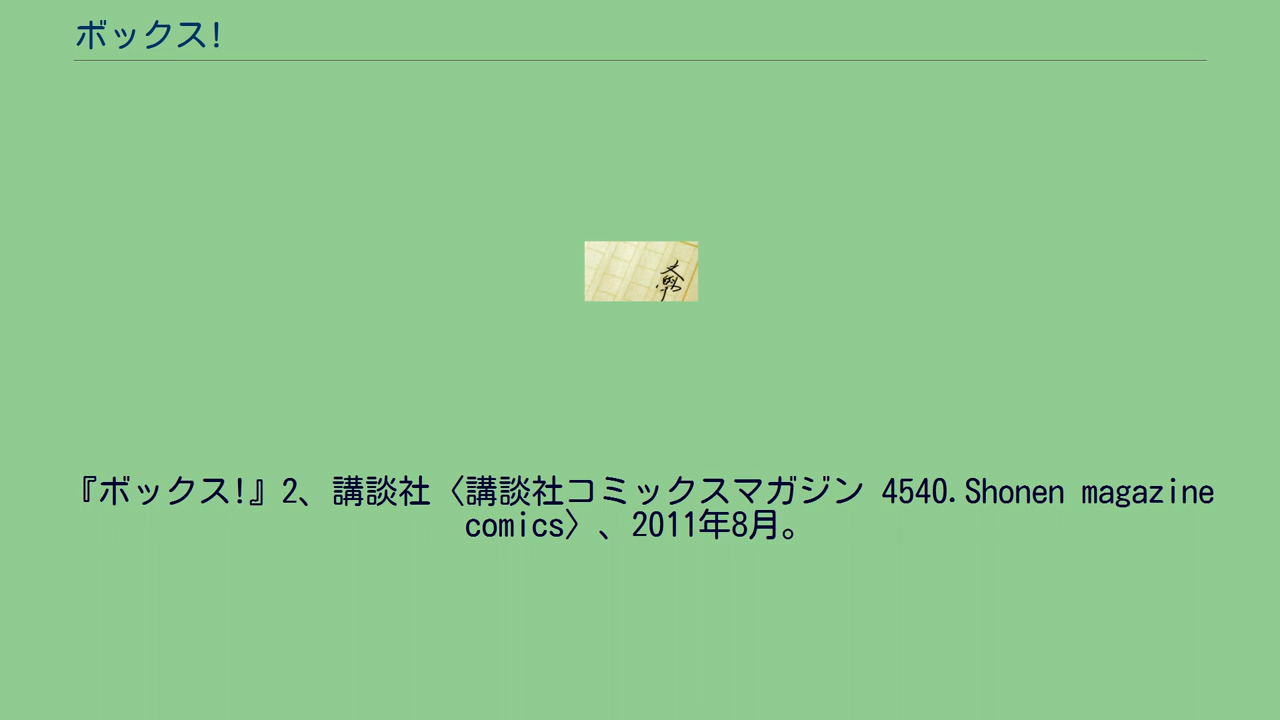 ボックス!
『ボックス!』2、講談社〈講談社コミックスマガジン 4540.Shonen magazine
comics〉、2011年8月。